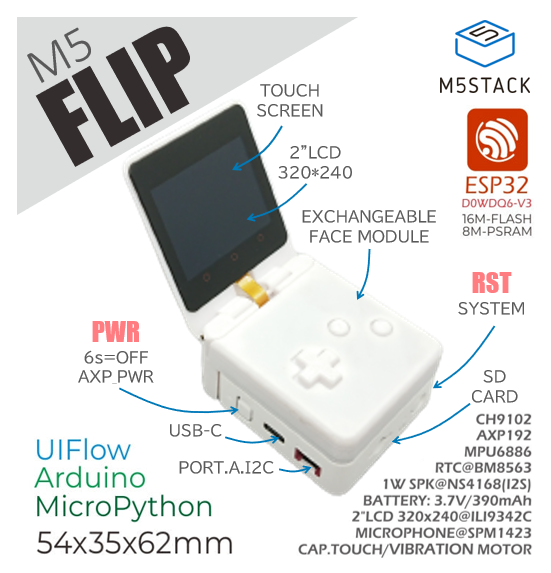 M5
FLIP
M5STACK
ESP32
D0WDQ6-V3
16M-FLASH
8M-PSRAM
TOUCH
SCREEN
2”LCD
320*240
EXCHANGEABLE
FACE MODULE
RST
SYSTEM
PWR
6s=OFF
AXP_PWR
SD
CARD
USB-C
PORT.A.I2C
UIFlow
Arduino
MicroPython
54x35x62mm
CH9102
AXP192
MPU6886
RTC@BM8563
1W SPK@NS4168(I2S)
BATTERY: 3.7V/390mAh
2"LCD 320x240@ILI9342C
MICROPHONE@SPM1423
CAP.TOUCH/VIBRATION MOTOR